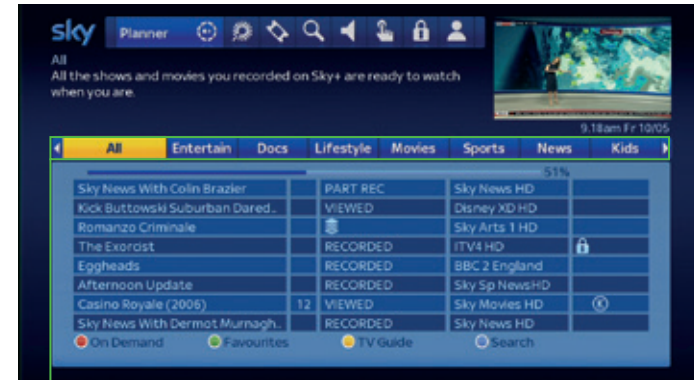 sky Planner
All
All the shows and movies you recorded on Sky+ are ready to watch
when you are.
9.18am Fr 10/05
All Entertain Docs Lifestyle Movies Sports News Kids
51%
Sky News With Colin Brazier PART REC Sky News HD
Kick Buttowski Suburban Dared.. VIEWED Disney XD HD
Romanzo Criminale Sky Arts 1 HD
The Exorcist RECORDED ITV4 HD
Eggheads RECORDED BBC 2 England
Afternoon Update RECORDED Sky Sp NewsHD
Casino Royale (2006) 12 VIEWED Sky Movies HD £
Sky News With Dermot Murnagh.. RECORDED Sky News HD
On Demand Favourites TV Guide Search